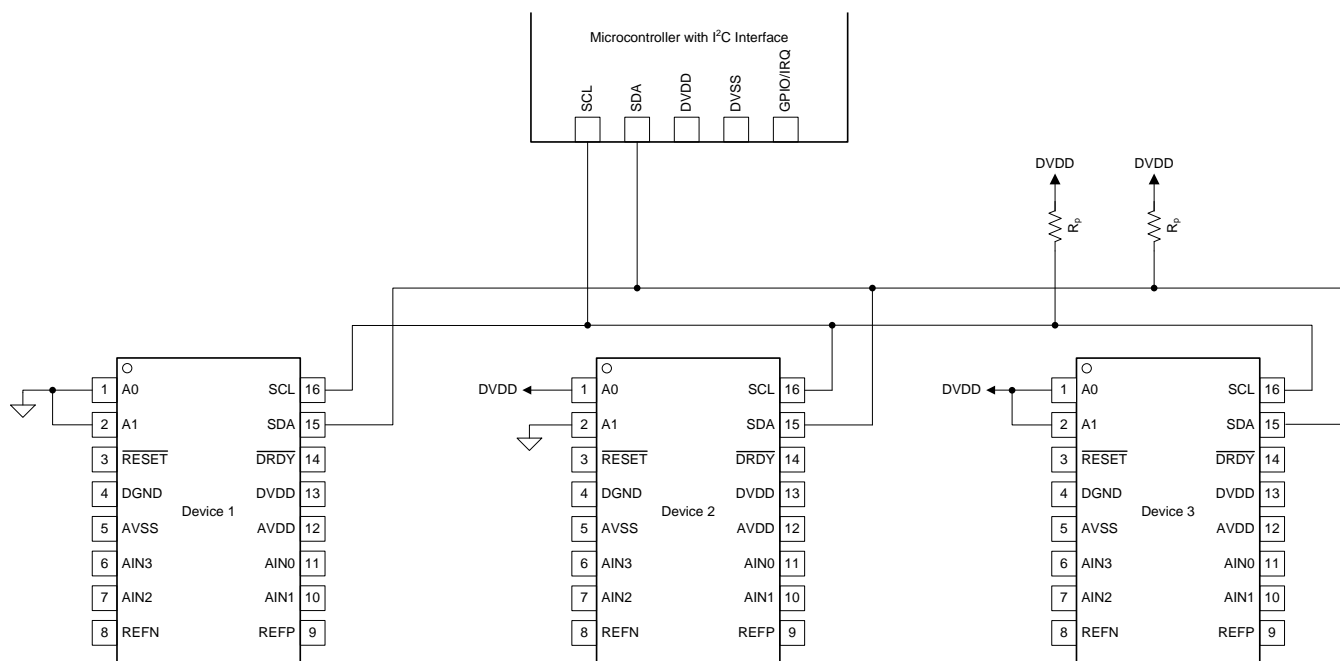 Microcontroller with I²C Interface
SCL
SDA
DVDD
DVSS
GPIO/IRQ
DVDD
DVDD
Rp
Rp
1 A0 SCL 16
2 A1 SDA 15
3 RESET DRDY 14
4 DGND DVDD 13
Device 1
5 AVSS AVDD 12
6 AIN3 AIN0 11
7 AIN2 AIN1 10
8 REFN REFP 9
DVDD
1 A0 SCL 16
2 A1 SDA 15
3 RESET DRDY 14
4 DGND DVDD 13
Device 2
5 AVSS AVDD 12
6 AIN3 AIN0 11
7 AIN2 AIN1 10
8 REFN REFP 9
DVDD
1 A0 SCL 16
2 A1 SDA 15
3 RESET DRDY 14
4 DGND DVDD 13
Device 3
5 AVSS AVDD 12
6 AIN3 AIN0 11
7 AIN2 AIN1 10
8 REFN REFP 9